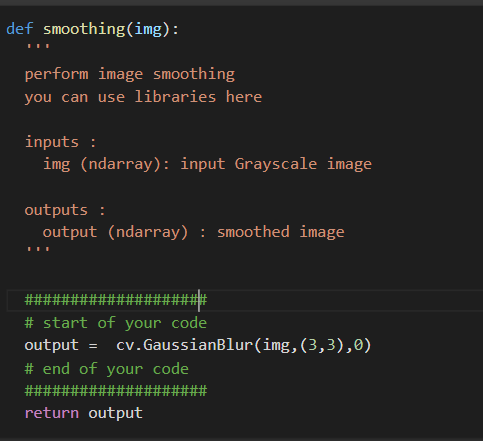 def smoothing(img):
'''
perform image smoothing
you can use libraries here
inputs :
img (ndarray): input Grayscale image
outputs :
output (ndarray) : smoothed image
'''
####################
# start of your code
output =  cv.GaussianBlur(img,(3,3),0)
# end of your code
####################
return output